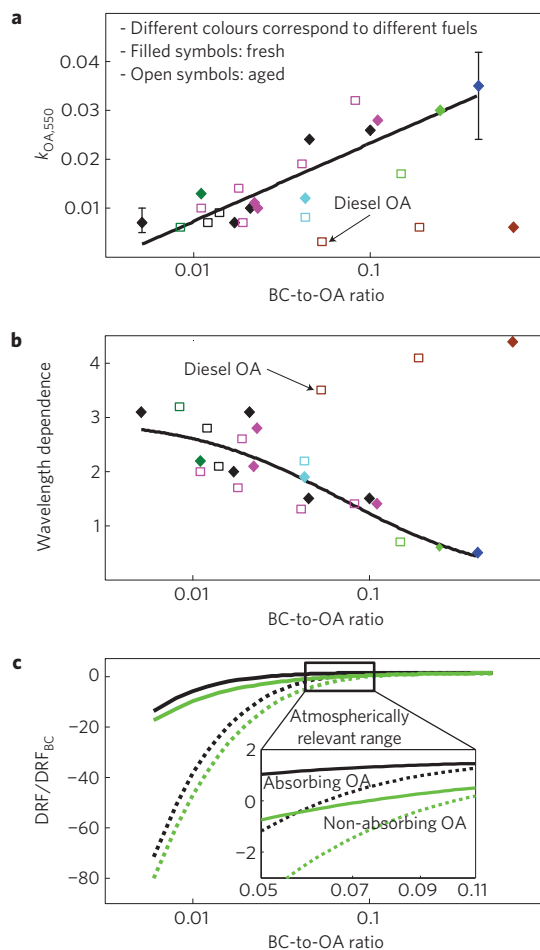 a
- Different colours correspond to different fuels
- Filled symbols: fresh
- Open symbols: aged
0.04
0.03
0.02
0.01
k_OA,550
Diesel OA
0.01
0.1
BC-to-OA ratio
b
4
3
2
1
Wavelength dependence
Diesel OA
0.01
0.1
BC-to-OA ratio
c
0
−20
−40
−60
−80
DRF/DRF_BC
Atmospherically
relevant range
2
0
−2
Absorbing OA
Non-absorbing OA
0.05
0.07
0.09
0.11
0.01
0.1
BC-to-OA ratio